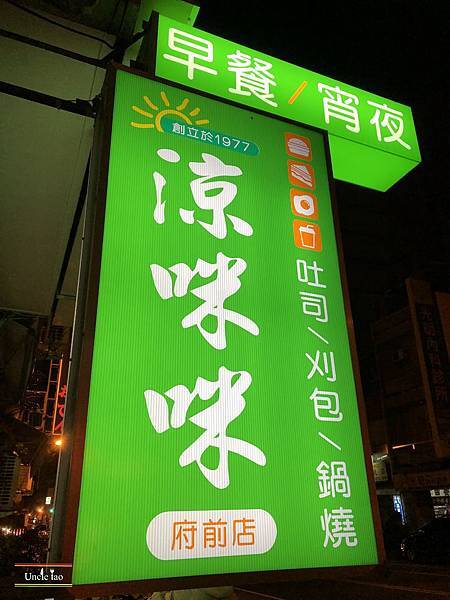 早餐/宵夜
創立於1977
涼咪咪
吐司/刈包/鍋燒
府前店
Uncle tao